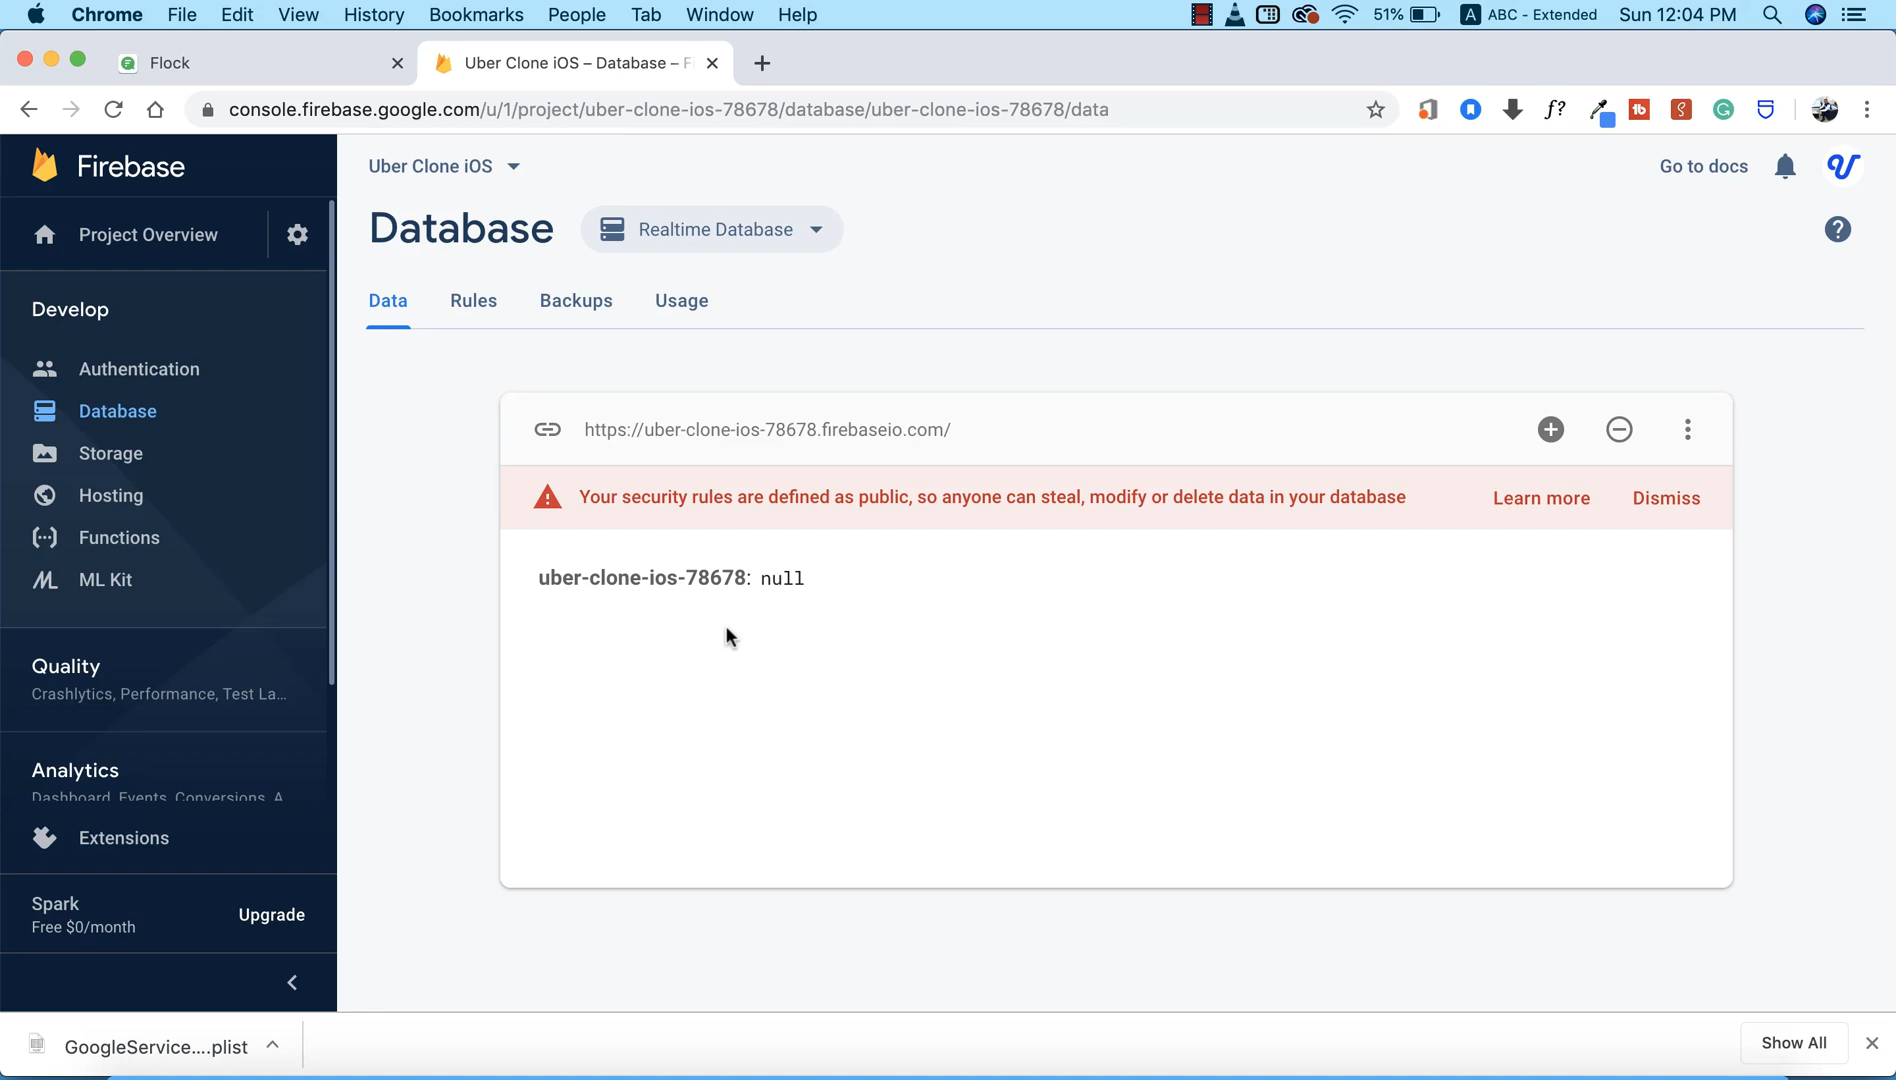 Chrome File Edit View History Bookmarks People Tab Window Help 51% A ABC - Extended Sun 12:04 PM
Flock
Uber Clone iOS – Database – Fi
console.firebase.google.com/u/1/project/uber-clone-ios-78678/database/uber-clone-ios-78678/data
f?
tb
Firebase
Uber Clone iOS
Go to docs
Project Overview
Database
Realtime Database
?
Data Rules Backups Usage
Develop
Authentication
Database
Storage
Hosting
Functions
ML Kit
https://uber-clone-ios-78678.firebaseio.com/
Your security rules are defined as public, so anyone can steal, modify or delete data in your database
Learn more
Dismiss
uber-clone-ios-78678: null
Quality
Crashlytics, Performance, Test La…
Analytics
Dashboard, Events, Conversions, A
Extensions
Spark
Free $0/month
Upgrade
GoogleService....plist
Show All